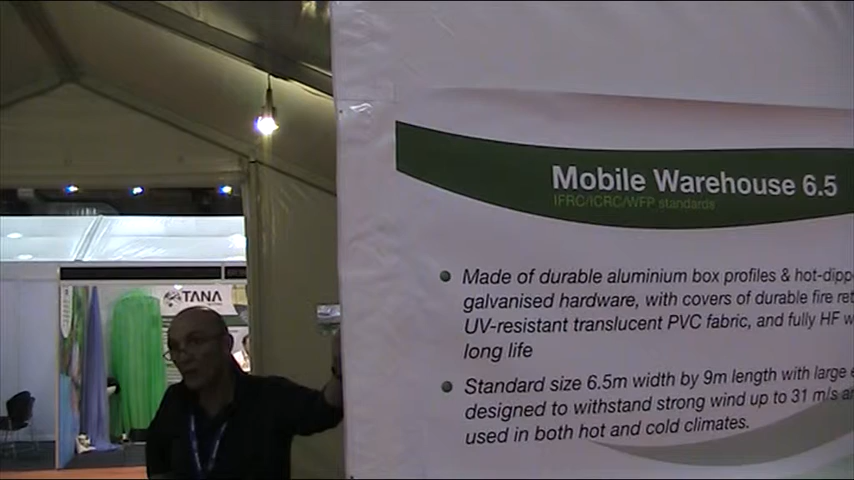 Mobile Warehouse 6.5
IFRC/ICRC/WFP standards
Made of durable aluminium box profiles & hot-dipp
galvanised hardware, with covers of durable fire ret
UV-resistant translucent PVC fabric, and fully HF w
long life
Standard size 6.5m width by 9m length with large e
designed to withstand strong wind up to 31 m/s a
used in both hot and cold climates.
TANA